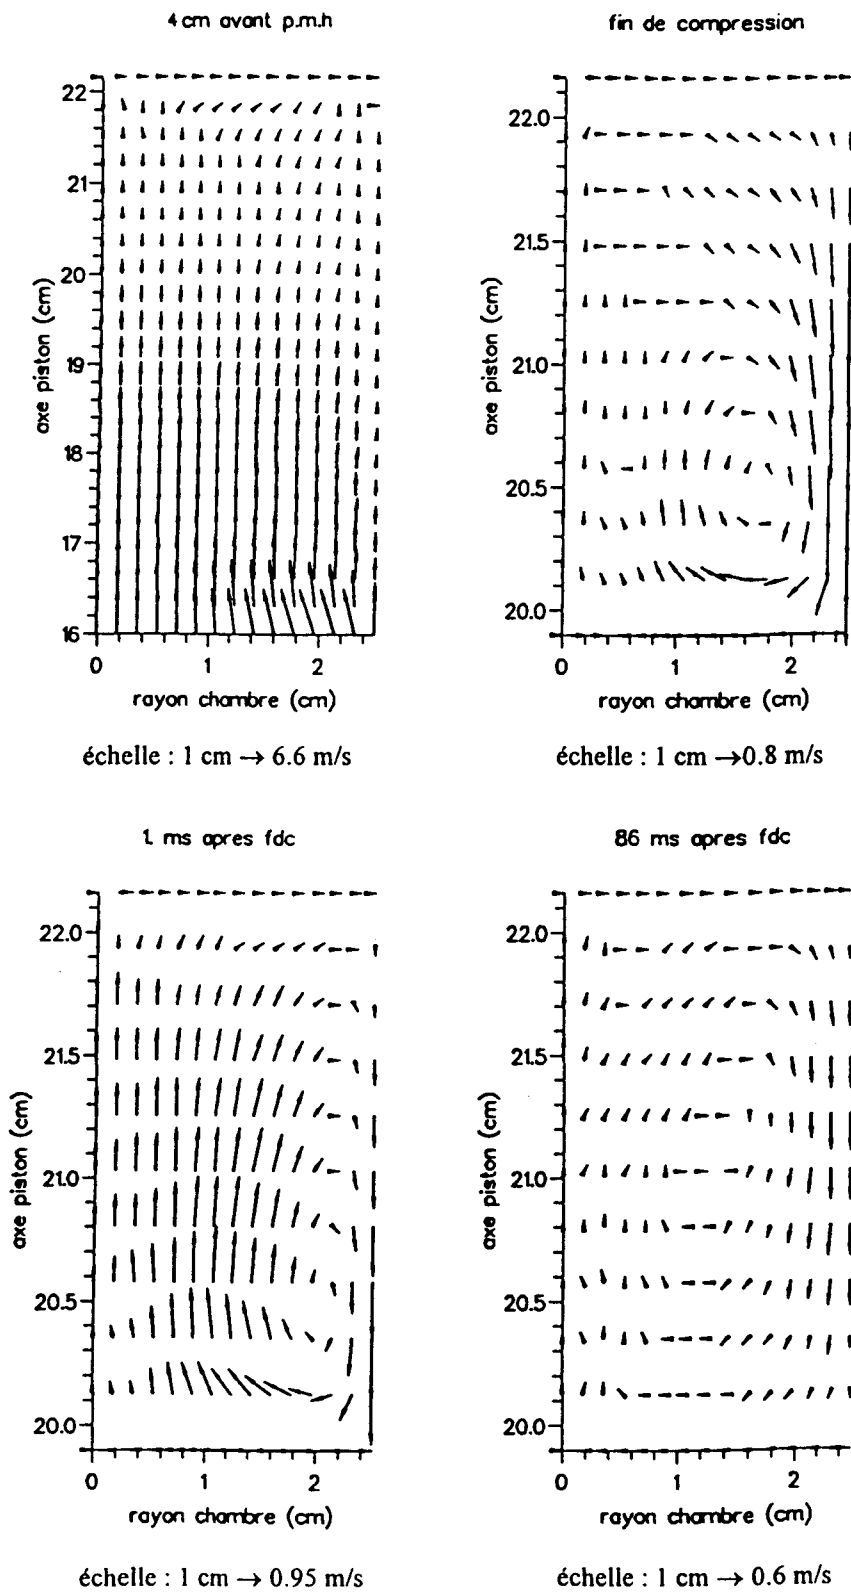 4 cm avant p.m.h
22
21
20
19
18
17
16
axe piston (cm)
0 1 2
rayon chambre (cm)
échelle : 1 cm → 6.6 m/s
fin de compression
22.0
21.5
21.0
20.5
20.0
axe piston (cm)
0 1 2
rayon chambre (cm)
échelle : 1 cm →0.8 m/s
1. ms apres fdc
22.0
21.5
21.0
20.5
20.0
axe piston (cm)
0 1 2
rayon chambre (cm)
échelle : 1 cm → 0.95 m/s
86 ms apres fdc
22.0
21.5
21.0
20.5
20.0
axe piston (cm)
0 1 2
rayon chambre (cm)
échelle : 1 cm → 0.6 m/s